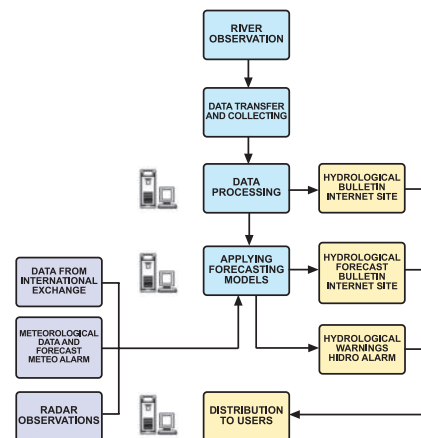 RIVER
OBSERVATION
DATA TRANSFER
AND COLLECTING
DATA
PROCESSING
HYDROLOGICAL
BULLETIN
INTERNET SITE
APPLYING
FORECASTING
MODELS
HYDROLOGICAL
FORECAST
BULLETIN
INTERNET SITE
DATA FROM
INTERNATIONAL
EXCHANGE
METEOROLOGICAL
DATA AND
FORECAST
METEO ALARM
HYDROLOGICAL
WARNINGS
HIDRO ALARM
RADAR
OBSERVATIONS
DISTRIBUTION
TO USERS